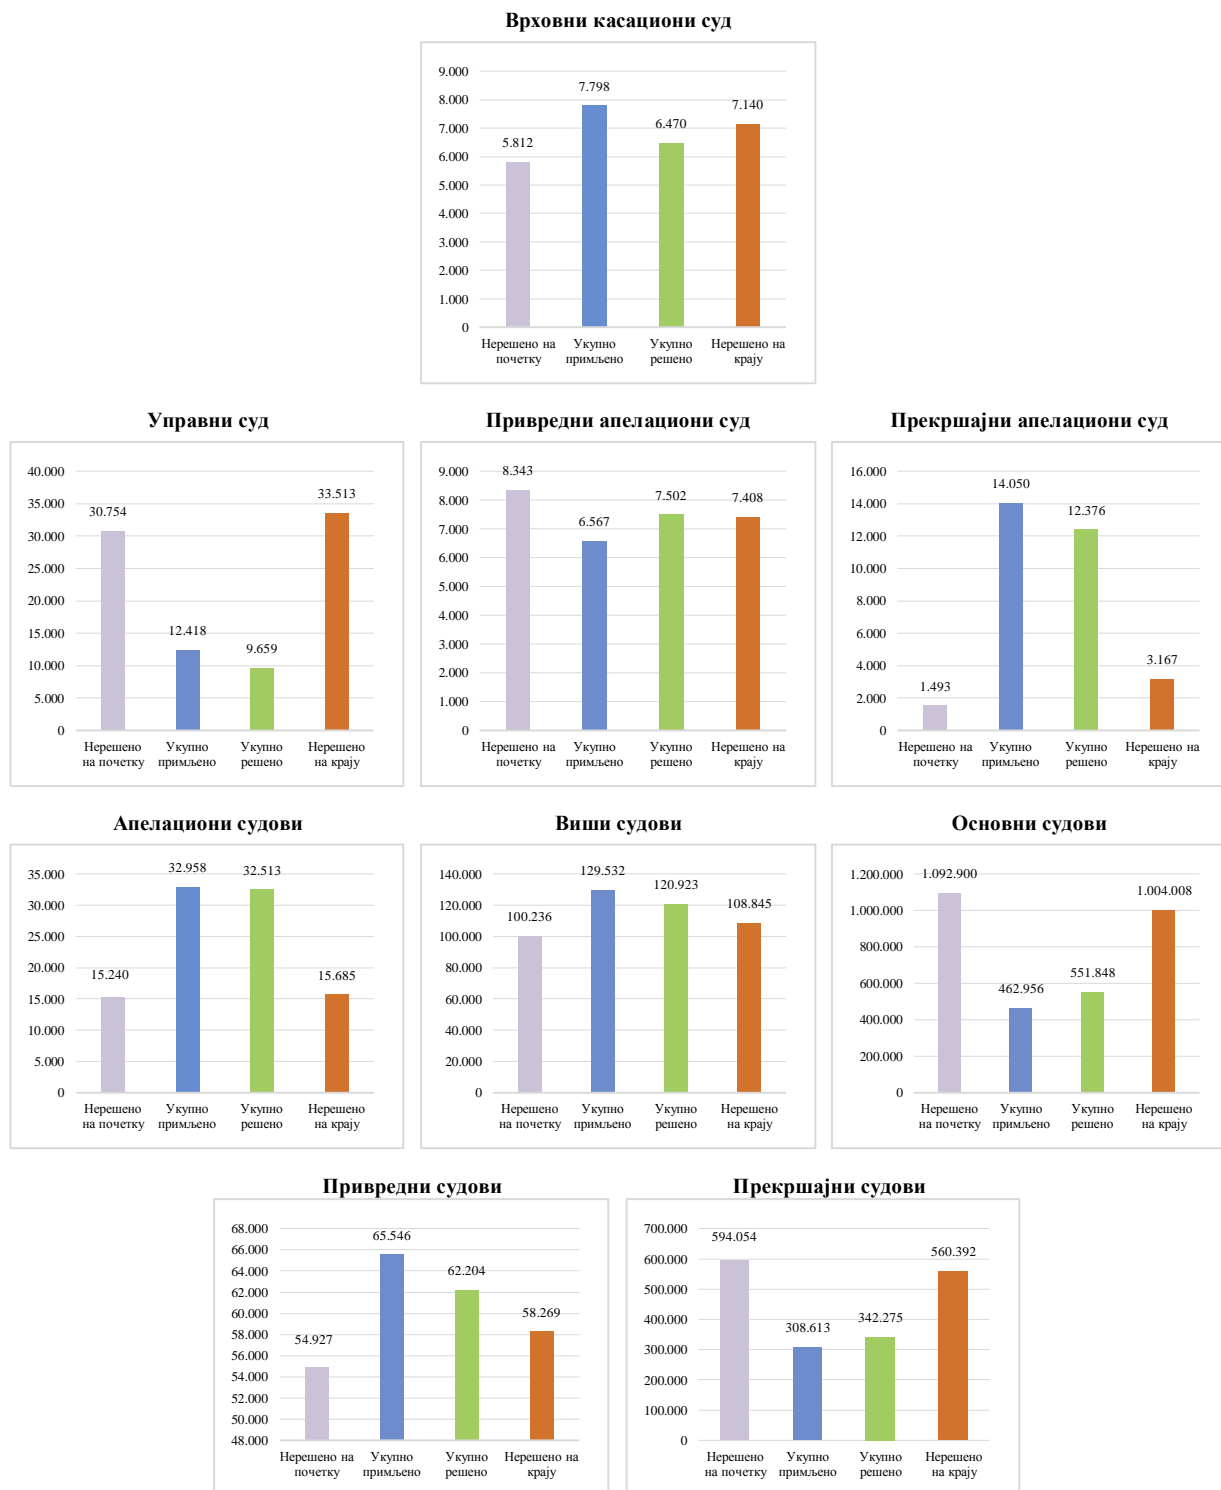 Врховни касациони суд
9.000
8.000
7.000
6.000
5.000
4.000
3.000
2.000
1.000
0
5.812
7.798
6.470
7.140
Нерешено на
почетку
Укупно
примљено
Укупно
решено
Нерешено на
крају
Управни суд
40.000
35.000
30.000
25.000
20.000
15.000
10.000
5.000
0
30.754
12.418
9.659
33.513
Нерешено
на почетку
Укупно
примљено
Укупно
решено
Нерешено
на крају
Привредни апелациони суд
9.000
8.000
7.000
6.000
5.000
4.000
3.000
2.000
1.000
0
8.343
6.567
7.502
7.408
Нерешено на
почетку
Укупно
примљено
Укупно
решено
Нерешено на
крају
Прекршајни апелациони суд
16.000
14.000
12.000
10.000
8.000
6.000
4.000
2.000
0
1.493
14.050
12.376
3.167
Нерешено на
почетку
Укупно
примљено
Укупно
решено
Нерешено на
крају
Апелациони судови
35.000
30.000
25.000
20.000
15.000
10.000
5.000
0
15.240
32.958
32.513
15.685
Нерешено
на почетку
Укупно
примљено
Укупно
решено
Нерешено
на крају
Виши судови
140.000
120.000
100.000
80.000
60.000
40.000
20.000
0
100.236
129.532
120.923
108.845
Нерешено
на почетку
Укупно
примљено
Укупно
решено
Нерешено
на крају
Основни судови
1.200.000
1.000.000
800.000
600.000
400.000
200.000
0
1.092.900
462.956
551.848
1.004.008
Нерешено
на почетку
Укупно
примљено
Укупно
решено
Нерешено
на крају
Привредни судови
68.000
66.000
64.000
62.000
60.000
58.000
56.000
54.000
52.000
50.000
48.000
54.927
65.546
62.204
58.269
Нерешено на
почетку
Укупно
примљено
Укупно
решено
Нерешено на
крају
Прекршајни судови
700.000
600.000
500.000
400.000
300.000
200.000
100.000
0
594.054
308.613
342.275
560.392
Нерешено
на почетку
Укупно
примљено
Укупно
решено
Нерешено
на крају